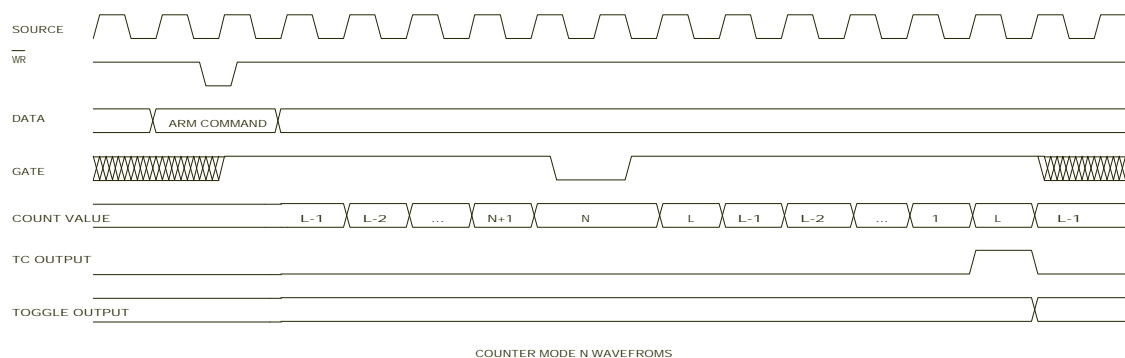 SOURCE
WR
DATA ARM COMMAND
GATE
COUNT VALUE L-1 L-2 ... N+1 N L L-1 L-2 ... 1 L L-1
TC OUTPUT
TOGGLE OUTPUT
COUNTER MODE N WAVEFROMS